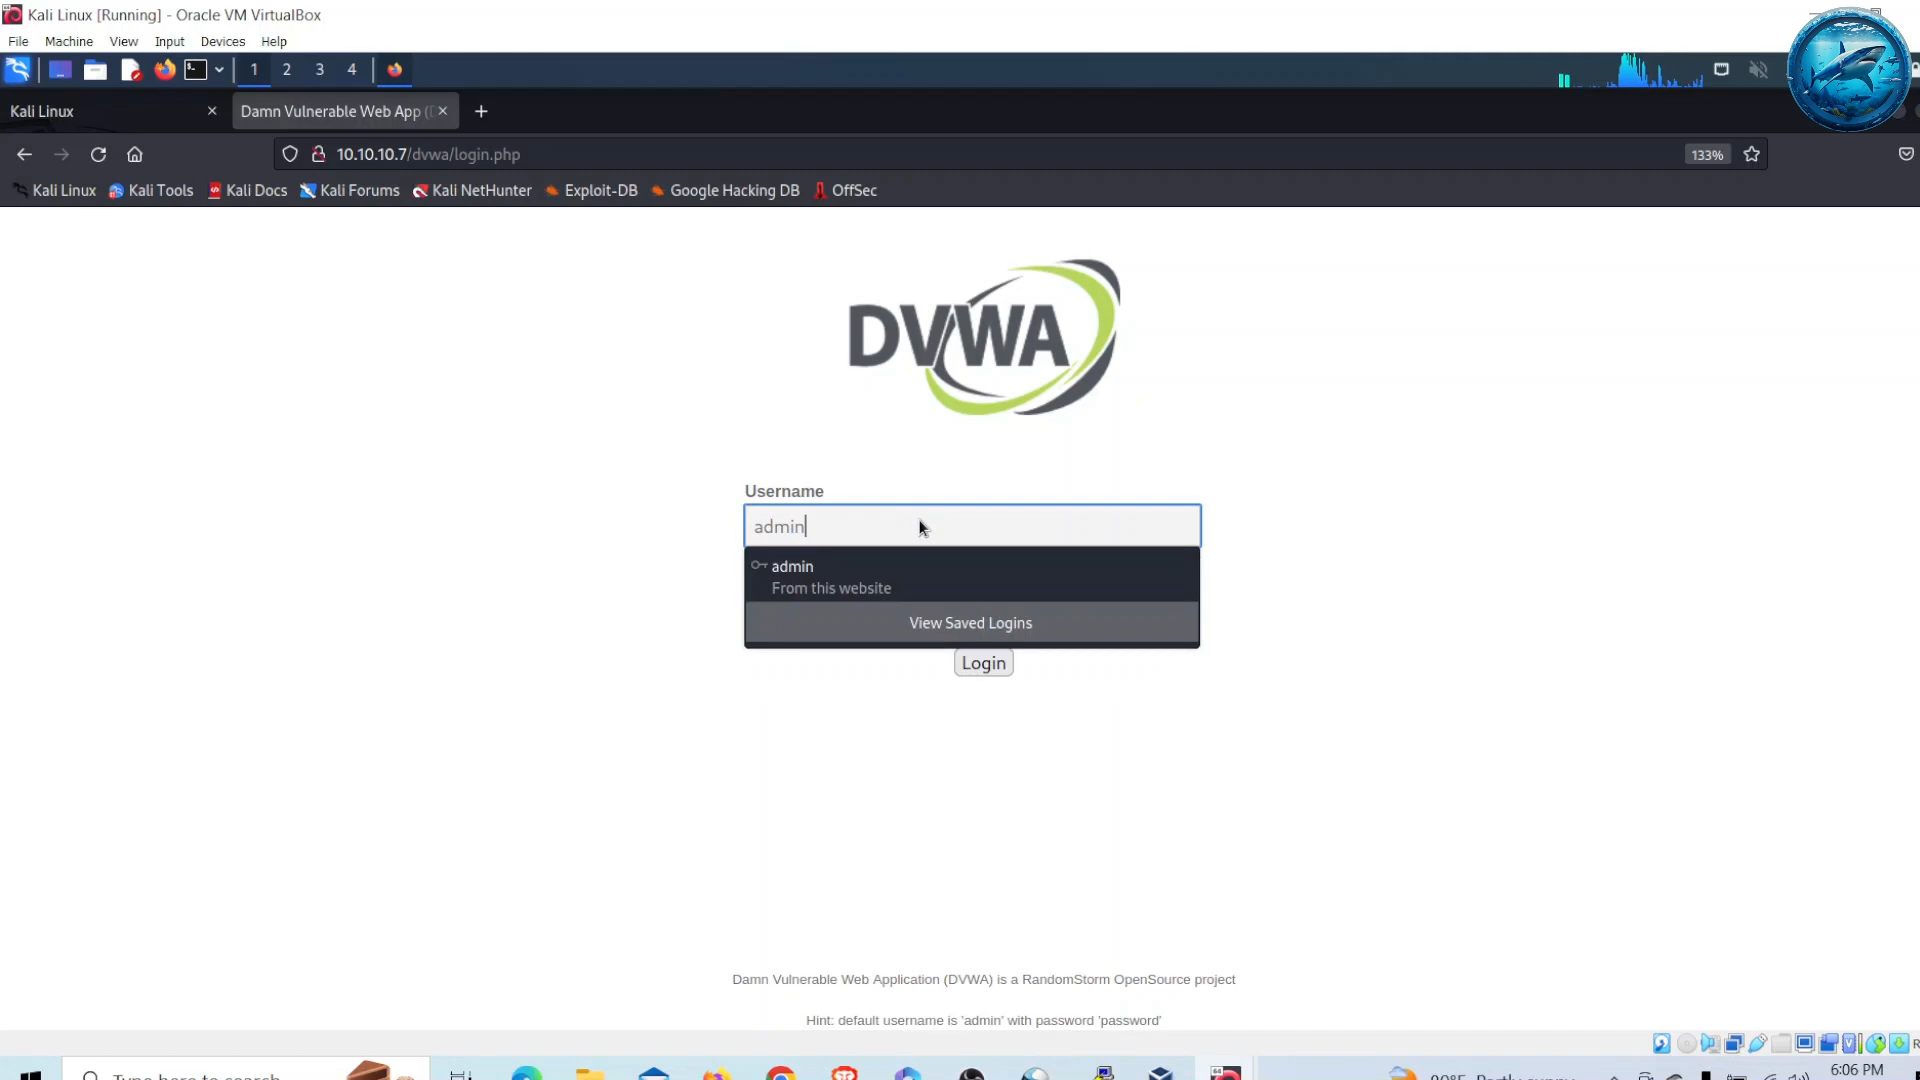 Kali Linux [Running] - Oracle VM VirtualBox
File Machine View Input Devices Help
1 2 3 4
Kali Linux
Damn Vulnerable Web App (D
10.10.10.7/dvwa/login.php
133%
Kali Linux Kali Tools Kali Docs Kali Forums Kali NetHunter Exploit-DB Google Hacking DB OffSec
DVWA
Username
admin
admin
From this website
View Saved Logins
Login
Damn Vulnerable Web Application (DVWA) is a RandomStorm OpenSource project
Hint: default username is 'admin' with password 'password'
Type here to search
6:06 PM